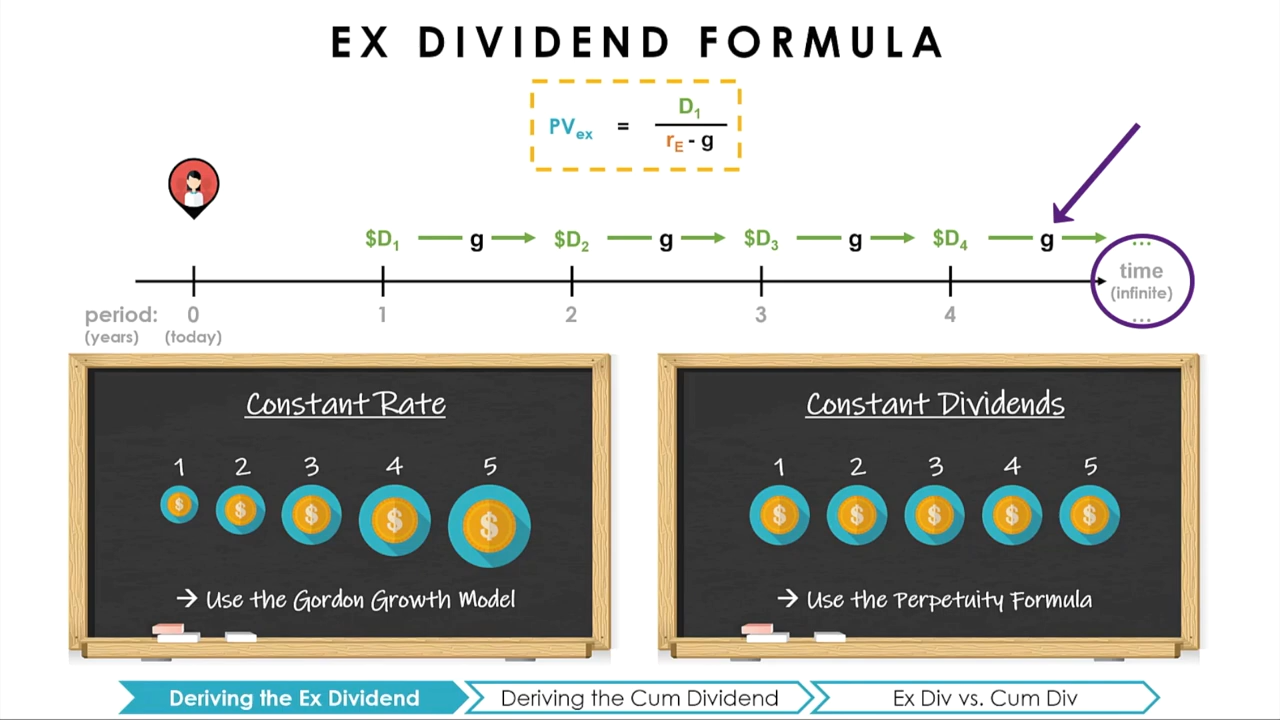 EX DIVIDEND FORMULA
PVex = D1 / rE - g
$D1 g $D2 g $D3 g $D4 g ...
time
(infinite)
...
period: 0 1 2 3 4
(years) (today)
Constant Rate
1 2 3 4 5
$ $ $ $ $
→ Use the Gordon Growth Model
Constant Dividends
1 2 3 4 5
$ $ $ $ $
→ Use the Perpetuity Formula
Deriving the Ex Dividend
Deriving the Cum Dividend
Ex Div vs. Cum Div